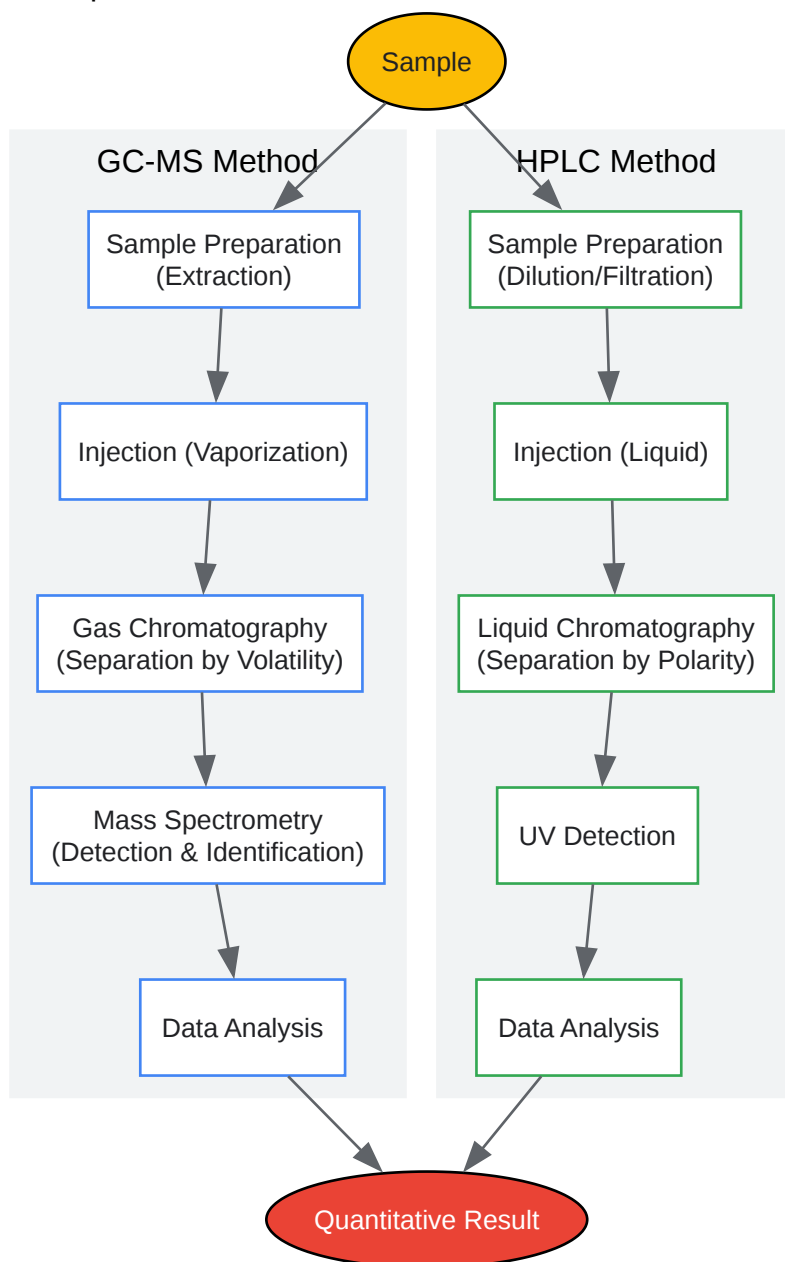 Sample
GC-MS Method
Sample Preparation
(Extraction)
Injection (Vaporization)
Gas Chromatography
(Separation by Volatility)
Mass Spectrometry
(Detection & Identification)
Data Analysis
HPLC Method
Sample Preparation
(Dilution/Filtration)
Injection (Liquid)
Liquid Chromatography
(Separation by Polarity)
UV Detection
Data Analysis
Quantitative Result